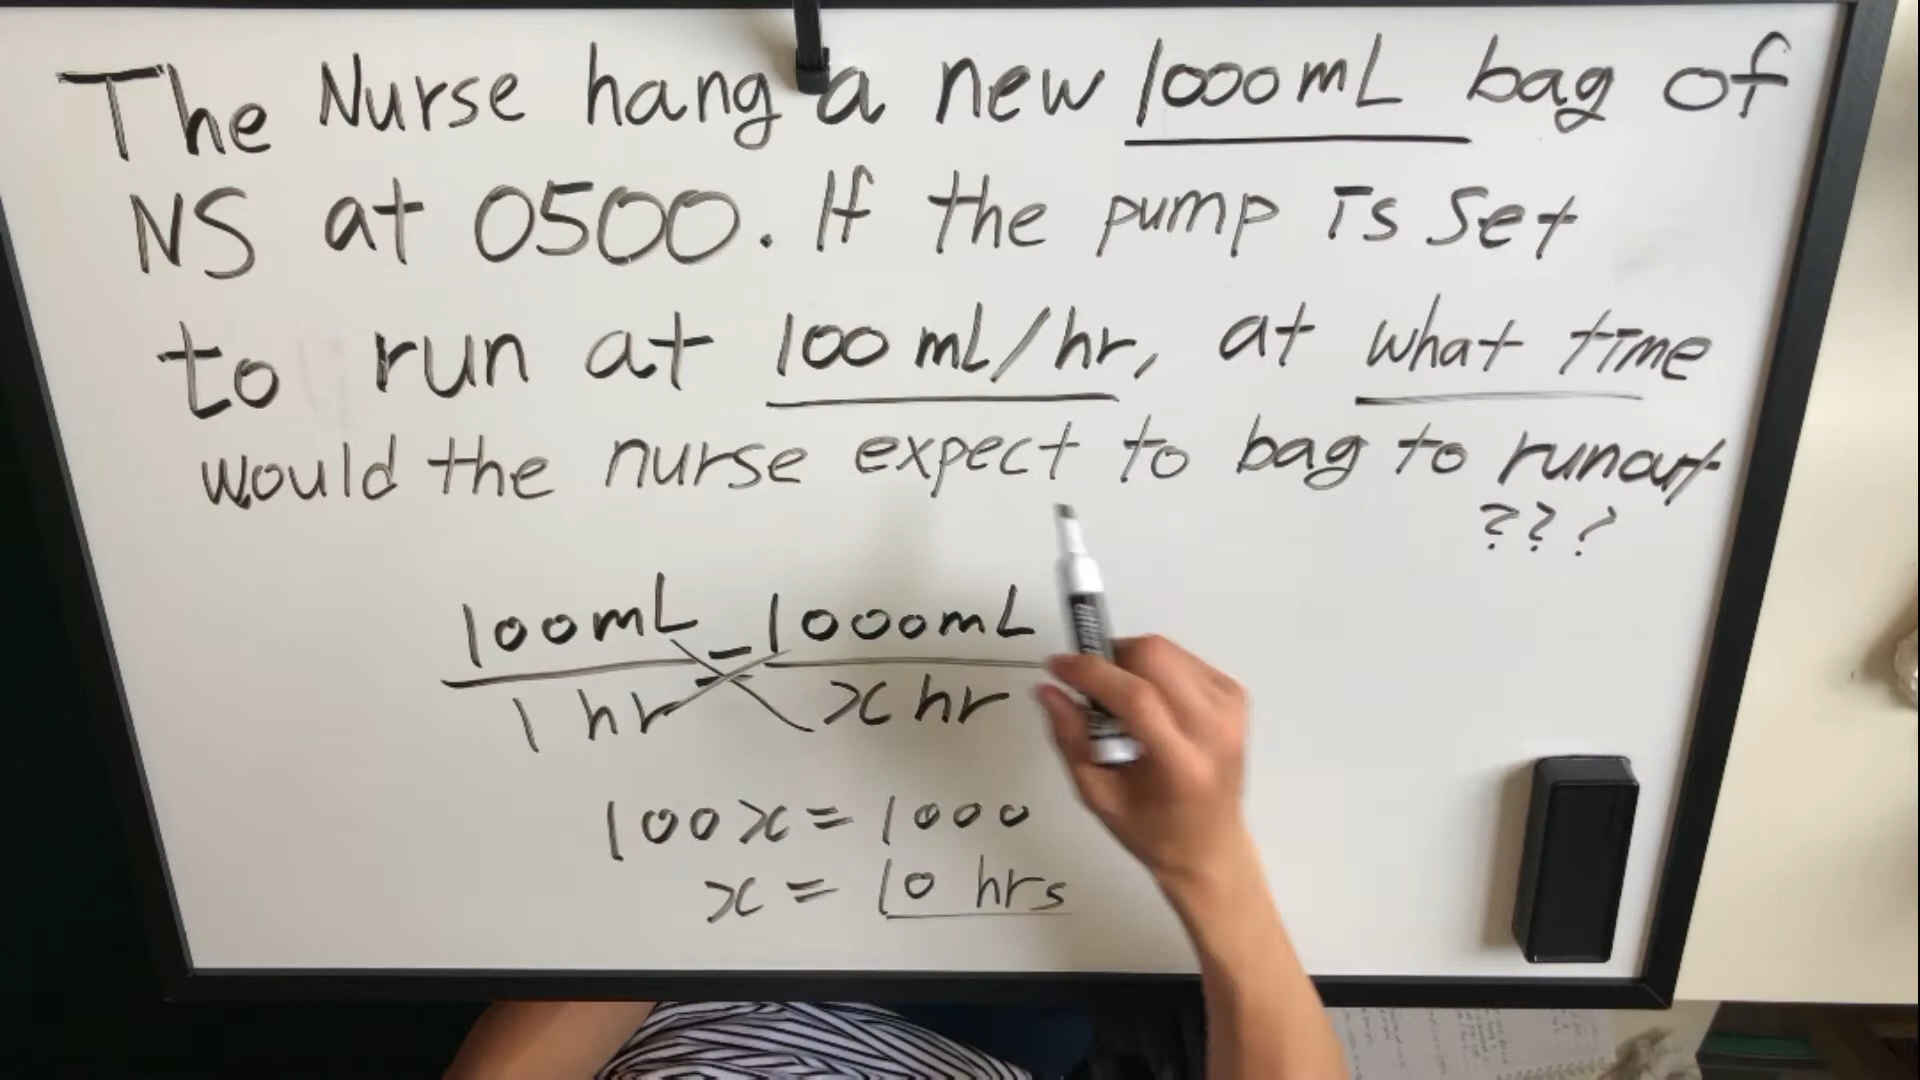 The Nurse hang a new 1000mL bag of
NS at 0500. If the pump is set
to run at 100 mL/hr, at what time
would the nurse expect to bag to runout
???
100mL = 1000mL
1 hr x hr
100x = 1000
x = 10 hrs